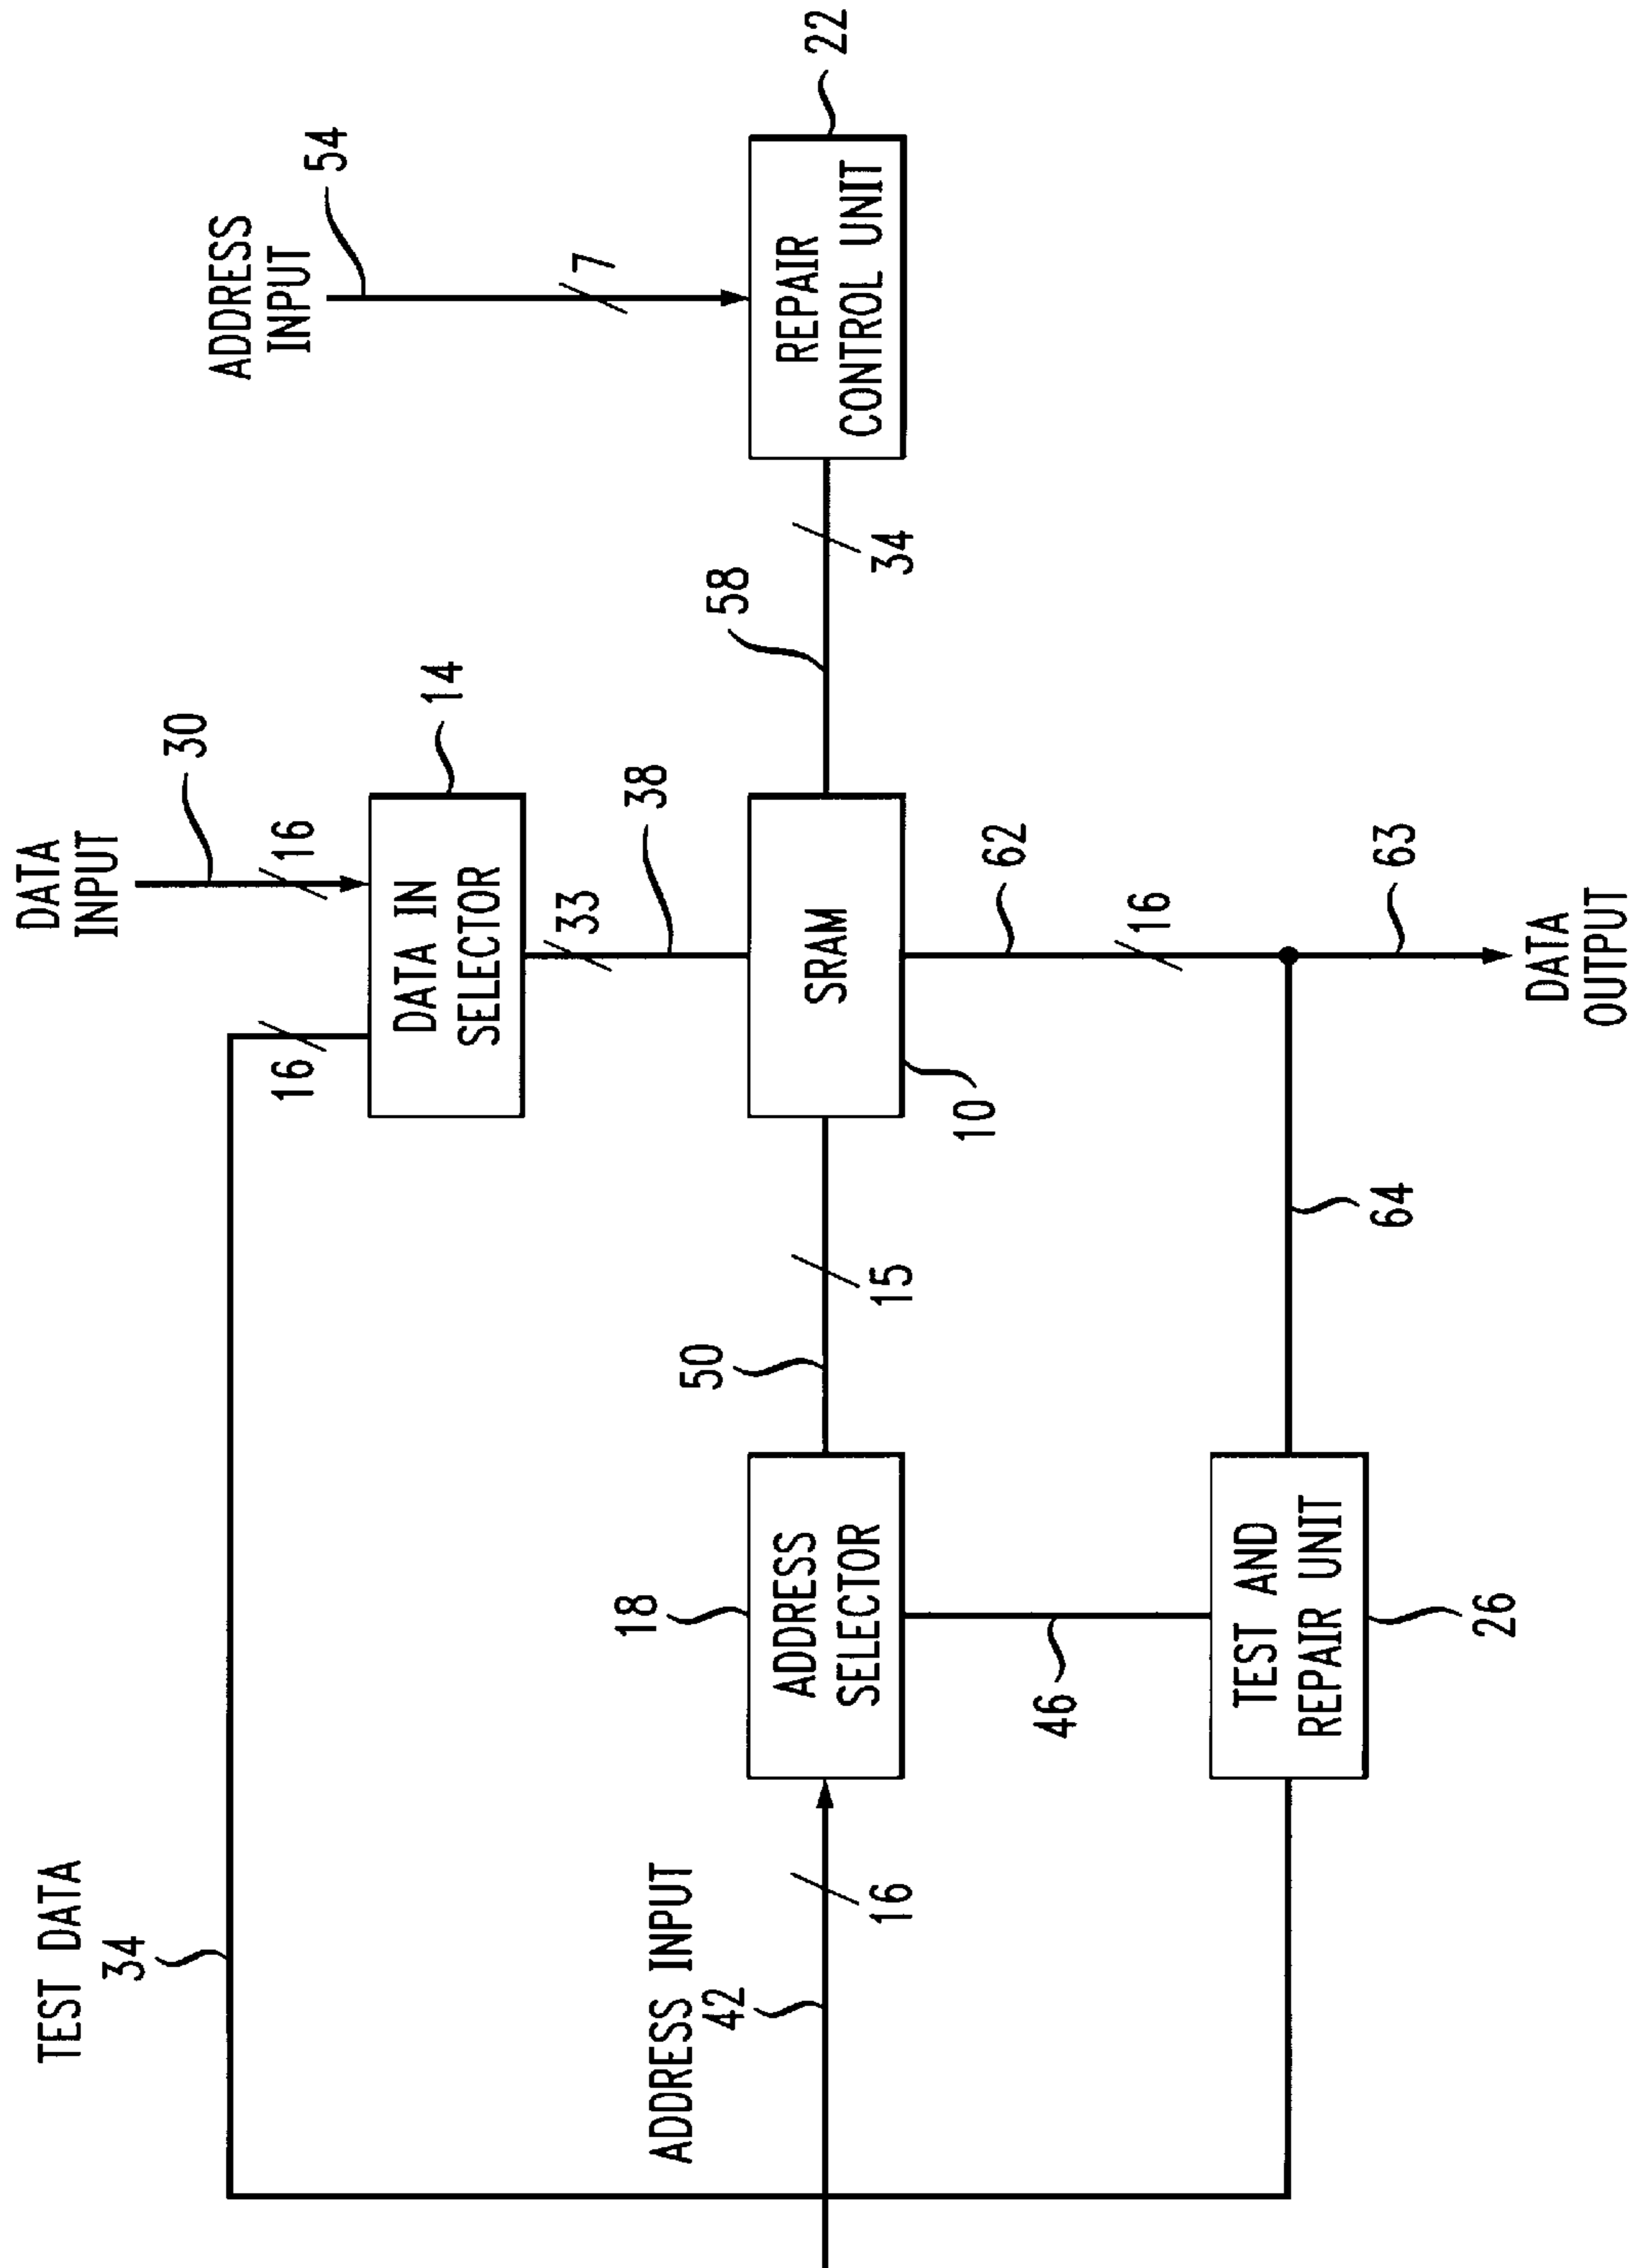 TEST DATA
34
DATA
INPUT
30
16
16
DATA IN
SELECTOR
14
33
38
ADDRESS
INPUT
54
7
ADDRESS INPUT
42
16
18
ADDRESS
SELECTOR
50
15
SRAM
10
58
34
REPAIR
CONTROL UNIT
22
46
62
16
TEST AND
REPAIR UNIT
26
64
63
DATA
OUTPUT